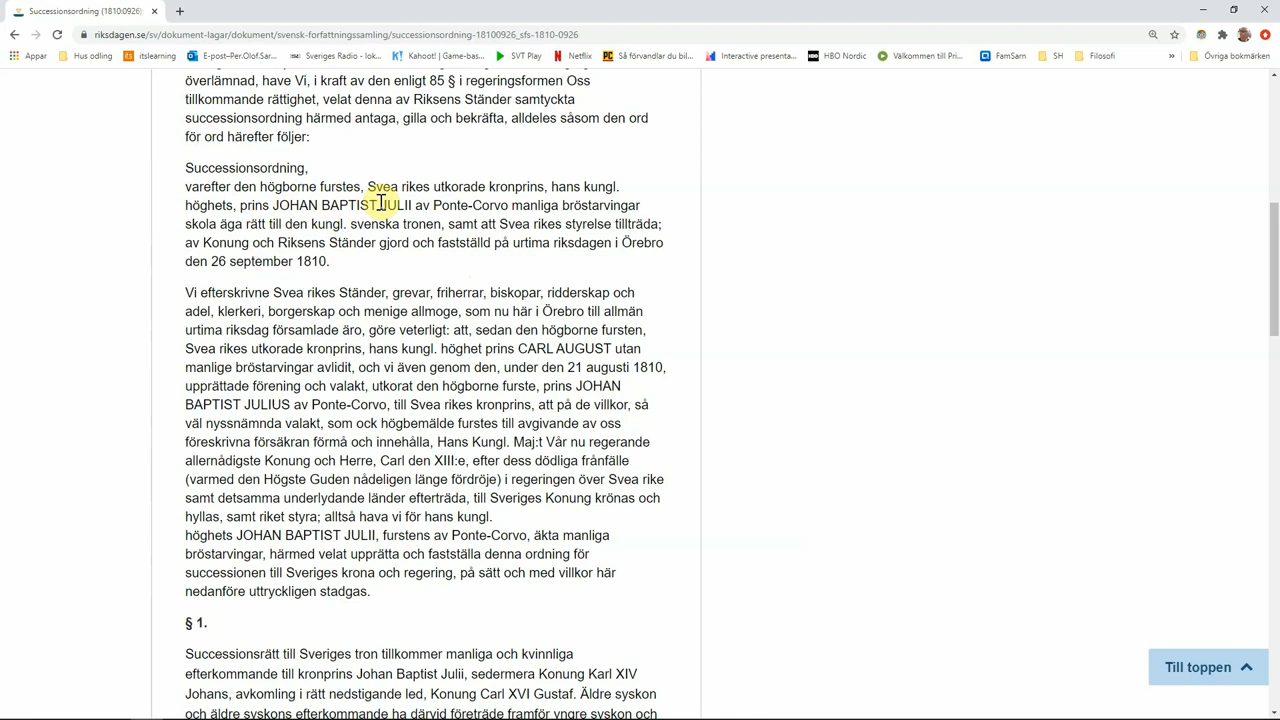 Successionsordning (1810:0926)
riksdagen.se/sv/dokument-lagar/dokument/svensk-forfattningssamling/successionsordning-18100926_sfs-1810-0926
Appar Hus odling its itslearning E-post–Per.Olof.Sar... Sveriges Radio - lok... Kahoot! | Game-bas... SVT Play Netflix PC Så förvandlar du bil... Interactive presenta... HBO Nordic Välkommen till Pri... FamSarn SH Filosofi » Övriga bokmärken
överlämnad, have Vi, i kraft av den enligt 85 § i regeringsformen Oss
tillkommande rättighet, velat denna av Riksens Ständer samtyckta
successionsordning härmed antaga, gilla och bekräfta, alldeles såsom den ord
för ord härefter följer:
Successionsordning,
varefter den högborne furstes, Svea rikes utkorade kronprins, hans kungl.
höghets, prins JOHAN BAPTIST JULII av Ponte-Corvo manliga bröstarvingar
skola äga rätt till den kungl. svenska tronen, samt att Svea rikes styrelse tillträda;
av Konung och Riksens Ständer gjord och fastställd på urtima riksdagen i Örebro
den 26 september 1810.
Vi efterskrivne Svea rikes Ständer, grevar, friherrar, biskopar, ridderskap och
adel, klerkeri, borgerskap och menige allmoge, som nu här i Örebro till allmän
urtima riksdag församlade äro, göre veterligt: att, sedan den högborne fursten,
Svea rikes utkorade kronprins, hans kungl. höghet prins CARL AUGUST utan
manlige bröstarvingar avlidit, och vi även genom den, under den 21 augusti 1810,
upprättade förening och valakt, utkorat den högborne furste, prins JOHAN
BAPTIST JULIUS av Ponte-Corvo, till Svea rikes kronprins, att på de villkor, så
väl nyssnämnda valakt, som ock högbemälde furstes till avgivande av oss
föreskrivna försäkran förmå och innehålla, Hans Kungl. Maj:t Vår nu regerande
allernådigste Konung och Herre, Carl den XIII:e, efter dess dödliga frånfälle
(varmed den Högste Guden nådeligen länge fördröje) i regeringen över Svea rike
samt detsamma underlydande länder efterträda, till Sveriges Konung krönas och
hyllas, samt riket styra; alltså hava vi för hans kungl.
höghets JOHAN BAPTIST JULII, furstens av Ponte-Corvo, äkta manliga
bröstarvingar, härmed velat upprätta och fastställa denna ordning för
successionen till Sveriges krona och regering, på sätt och med villkor här
nedanföre uttryckligen stadgas.
§ 1.
Successionsrätt till Sveriges tron tillkommer manliga och kvinnliga
efterkommande till kronprins Johan Baptist Julii, sedermera Konung Karl XIV
Johans, avkomling i rätt nedstigande led, Konung Carl XVI Gustaf. Äldre syskon
och äldre syskons efterkommande ha därvid företräde framför yngre syskon och
Till toppen